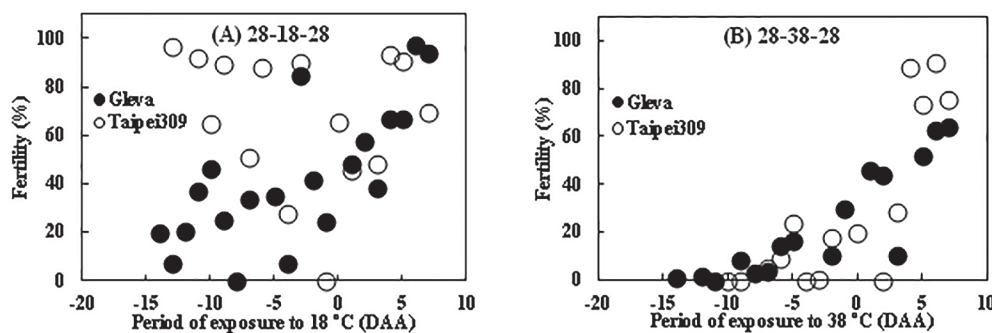 (A) 28-18-28
100
80
60
40
20
0
Fertility (%)
Gleva
Taipei309
-20
-15
-10
-5
0
5
10
Period of exposure to 18 °C (DAA)
(B) 28-38-28
100
80
60
40
20
0
Fertility (%)
Gleva
Taipei309
-20
-15
-10
-5
0
5
10
Period of exposure to 38 °C (DAA)